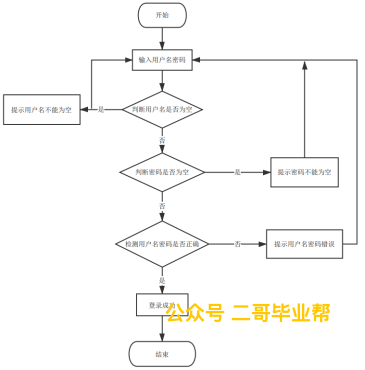 开始
输入用户名密码
判断用户名是否为空
是
提示用户名不能为空
否
判断密码是否为空
是
提示密码不能为空
否
检测用户名密码是否正确
否
提示用户名密码错误
是
登录成功
公众号 二哥毕业帮
结束